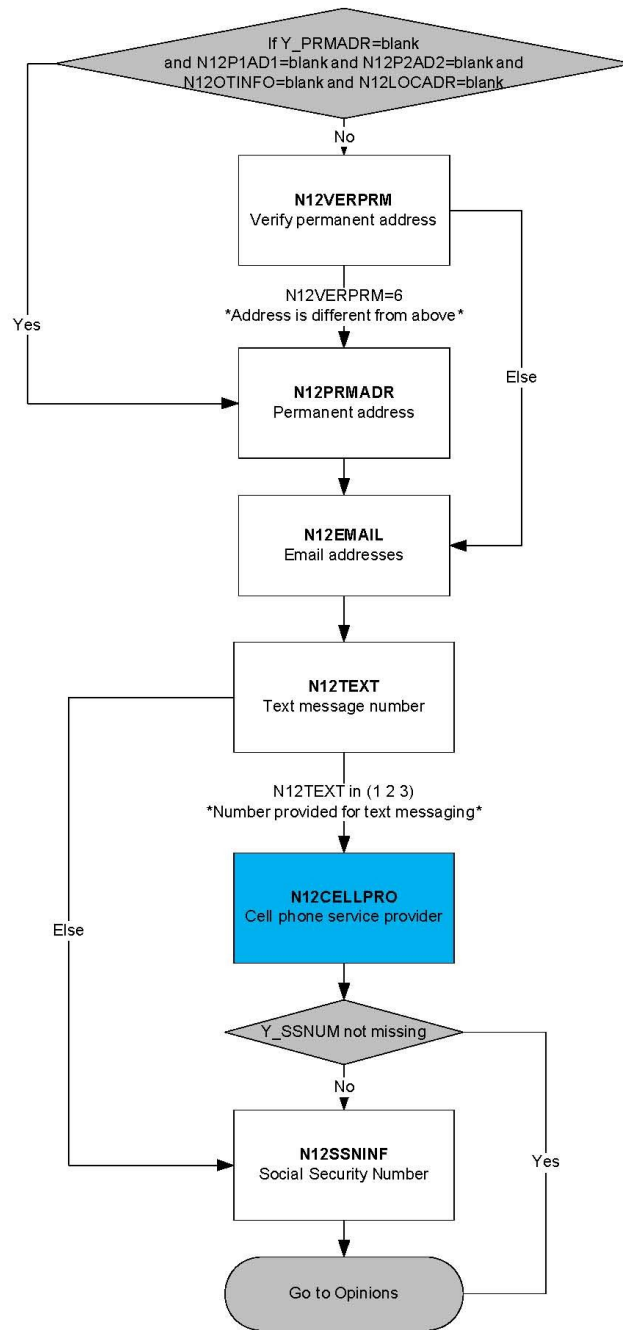 If Y_PRMADR=blank
and N12P1AD1=blank and N12P2AD2=blank and
N12OTINFO=blank and N12LOCADR=blank
No
N12VERPRM
Verify permanent address
N12VERPRM=6
*Address is different from above*
Yes
Else
N12PRMADR
Permanent address
N12EMAIL
Email addresses
N12TEXT
Text message number
N12TEXT in (1 2 3)
*Number provided for text messaging*
N12CELLPRO
Cell phone service provider
Else
Y_SSNUM not missing
No
N12SSNINF
Social Security Number
Yes
Go to Opinions